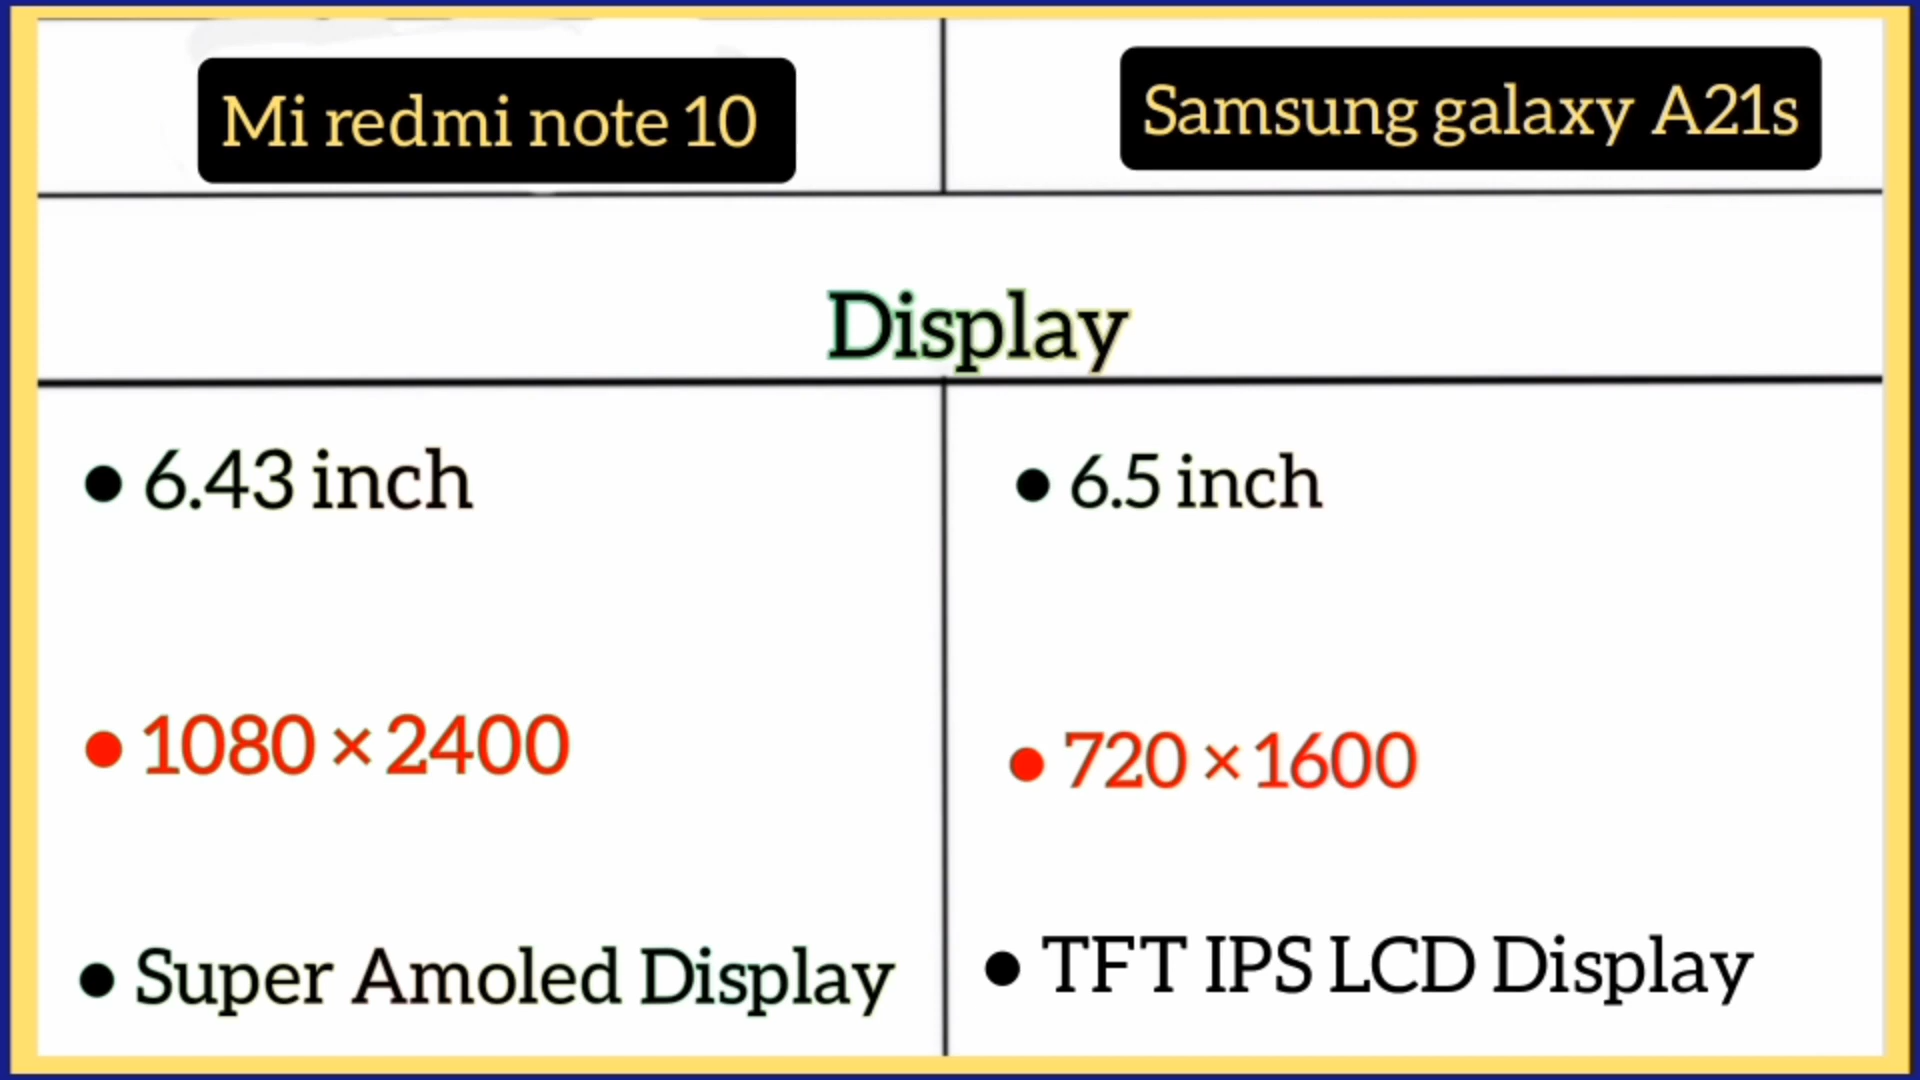 Mi redmi note 10
Samsung galaxy A21s
Display
• 6.43 inch
• 6.5 inch
• 1080 × 2400
• 720 × 1600
• Super Amoled Display
• TFT IPS LCD Display